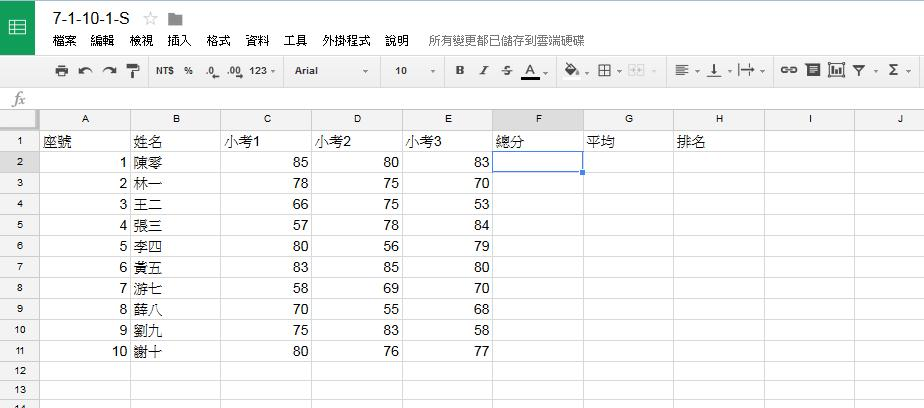 7-1-10-1-S
檔案 編輯 檢視 插入 格式 資料 工具 外掛程式 說明 所有變更都已儲存到雲端硬碟
NT$ % .0 .00 123 Arial 10 B I S A Σ
fx
A B C D E F G H I J
1 座號 姓名 小考1 小考2 小考3 總分 平均 排名
2 1 陳零 85 80 83
3 2 林一 78 75 70
4 3 王二 66 75 53
5 4 張三 57 78 84
6 5 李四 80 56 79
7 6 黃五 83 85 80
8 7 游七 58 69 70
9 8 薛八 70 55 68
10 9 劉九 75 83 58
11 10 謝十 80 76 77
12
13